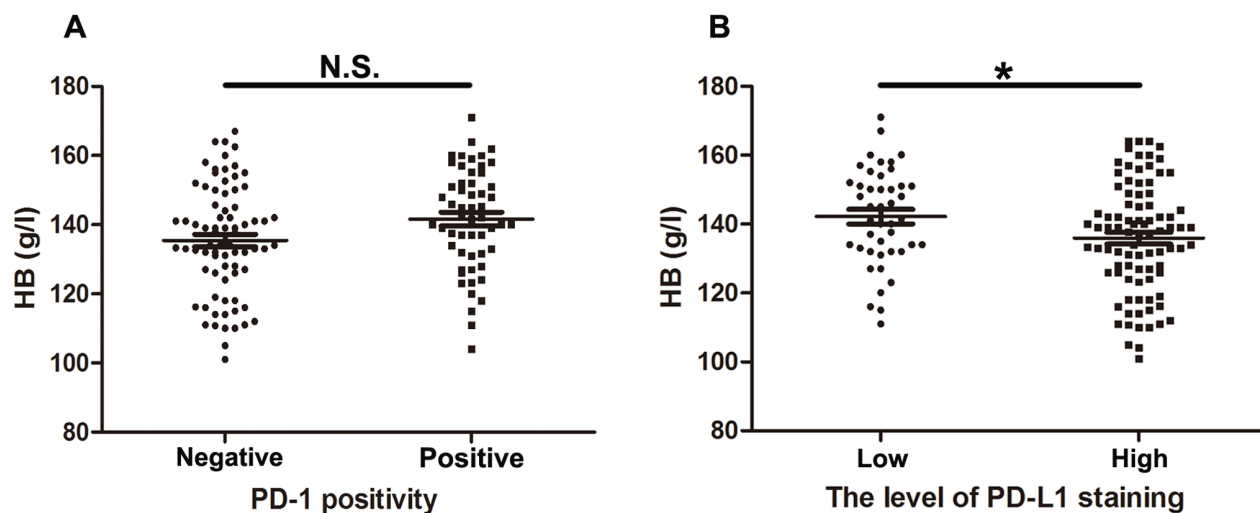 A
N.S.
HB (g/l)
180
160
140
120
100
80
Negative Positive
PD-1 positivity
B
*
HB (g/l)
180
160
140
120
100
80
Low High
The level of PD-L1 staining